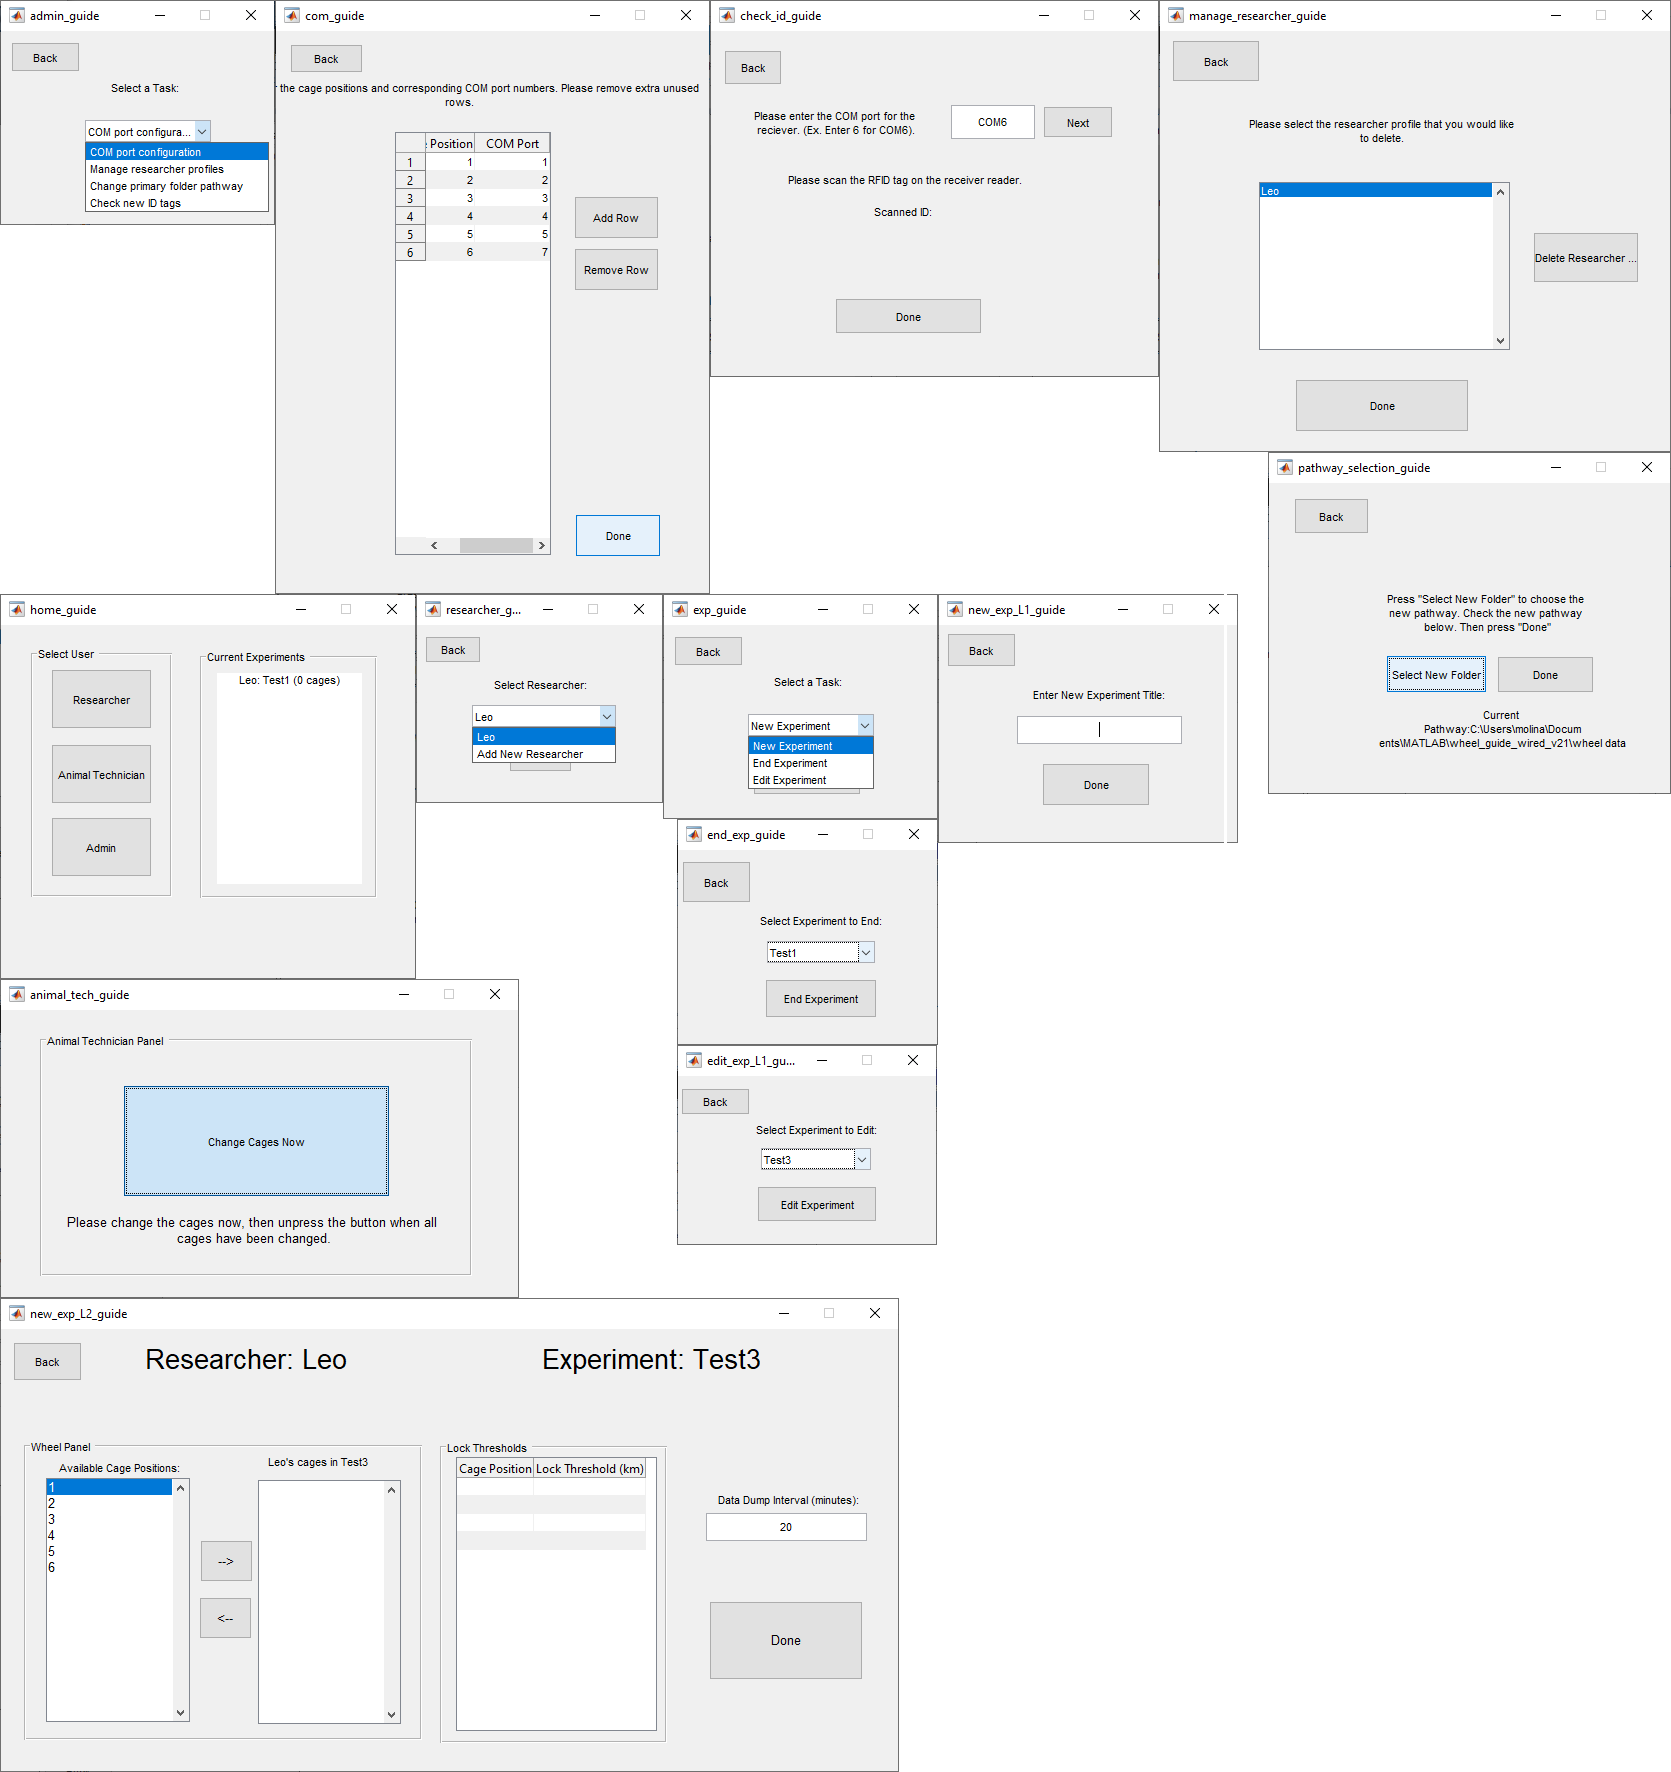 admin_guide
Back
Select a Task:
COM port configura...
COM port configuration
Manage researcher profiles
Change primary folder pathway
Check new ID tags
com_guide
Back
the cage positions and corresponding COM port numbers. Please remove extra unused
rows.
Position COM Port
1 1 1
2 2 2
3 3 3
4 4 4
5 5 5
6 6 7
Add Row
Remove Row
Done
check_id_guide
Back
Please enter the COM port for the
reciever. (Ex. Enter 6 for COM6).
COM6
Next
Please scan the RFID tag on the receiver reader.
Scanned ID:
Done
manage_researcher_guide
Back
Please select the researcher profile that you would like
to delete.
Leo
Delete Researcher ...
Done
pathway_selection_guide
Back
Press "Select New Folder" to choose the
new pathway. Check the new pathway
below. Then press "Done"
Select New Folder
Done
Current
Pathway:C:\Users\molina\Docum
ents\MATLAB\wheel_guide_wired_v21\wheel data
home_guide
Select User
Researcher
Animal Technician
Admin
Current Experiments
Leo: Test1 (0 cages)
researcher_g...
Back
Select Researcher:
Leo
Leo
Add New Researcher
exp_guide
Back
Select a Task:
New Experiment
New Experiment
End Experiment
Edit Experiment
new_exp_L1_guide
Back
Enter New Experiment Title:
Done
end_exp_guide
Back
Select Experiment to End:
Test1
End Experiment
edit_exp_L1_gu...
Back
Select Experiment to Edit:
Test3
Edit Experiment
animal_tech_guide
Animal Technician Panel
Change Cages Now
Please change the cages now, then unpress the button when all
cages have been changed.
new_exp_L2_guide
Back
Researcher: Leo
Experiment: Test3
Wheel Panel
Available Cage Positions:
1
2
3
4
5
6
-->
<--
Leo's cages in Test3
Lock Thresholds
Cage Position Lock Threshold (km)
Data Dump Interval (minutes):
20
Done